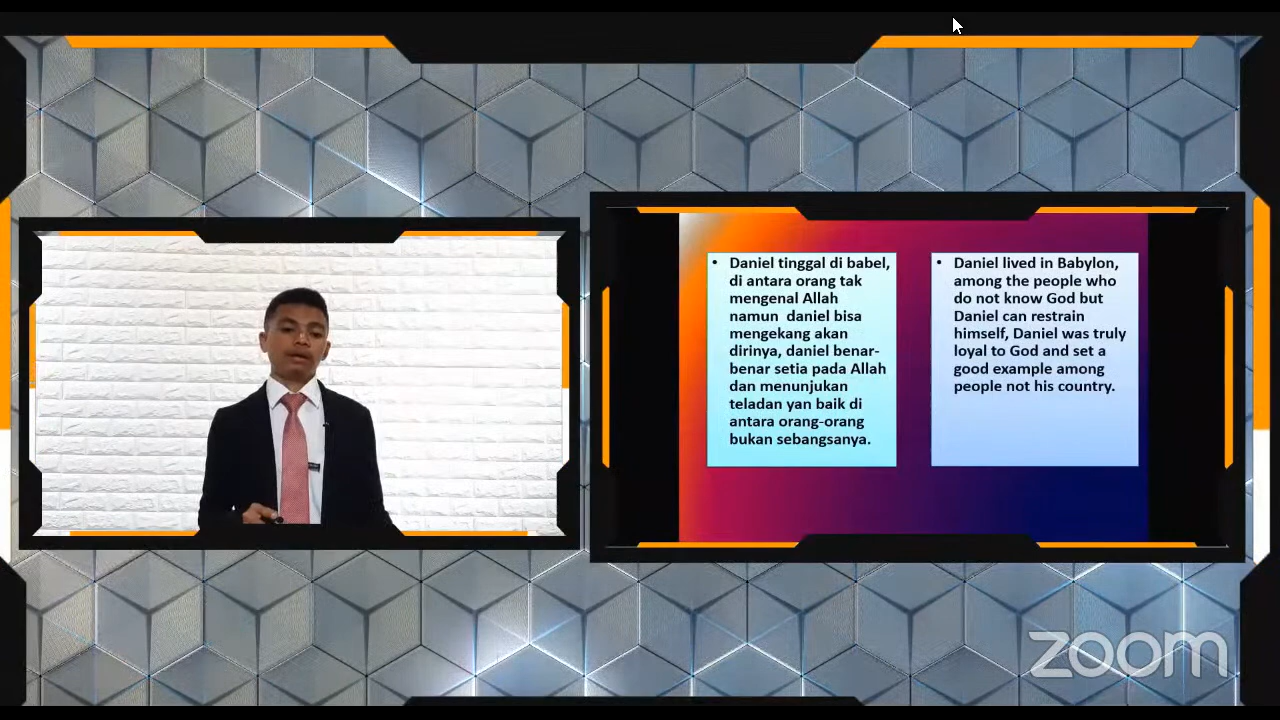 • Daniel tinggal di babel,
di antara orang tak
mengenal Allah
namun daniel bisa
mengekang akan
dirinya, daniel benar-
benar setia pada Allah
dan menunjukan
teladan yan baik di
antara orang-orang
bukan sebangsanya.
• Daniel lived in Babylon,
among the people who
do not know God but
Daniel can restrain
himself, Daniel was truly
loyal to God and set a
good example among
people not his country.
zoom